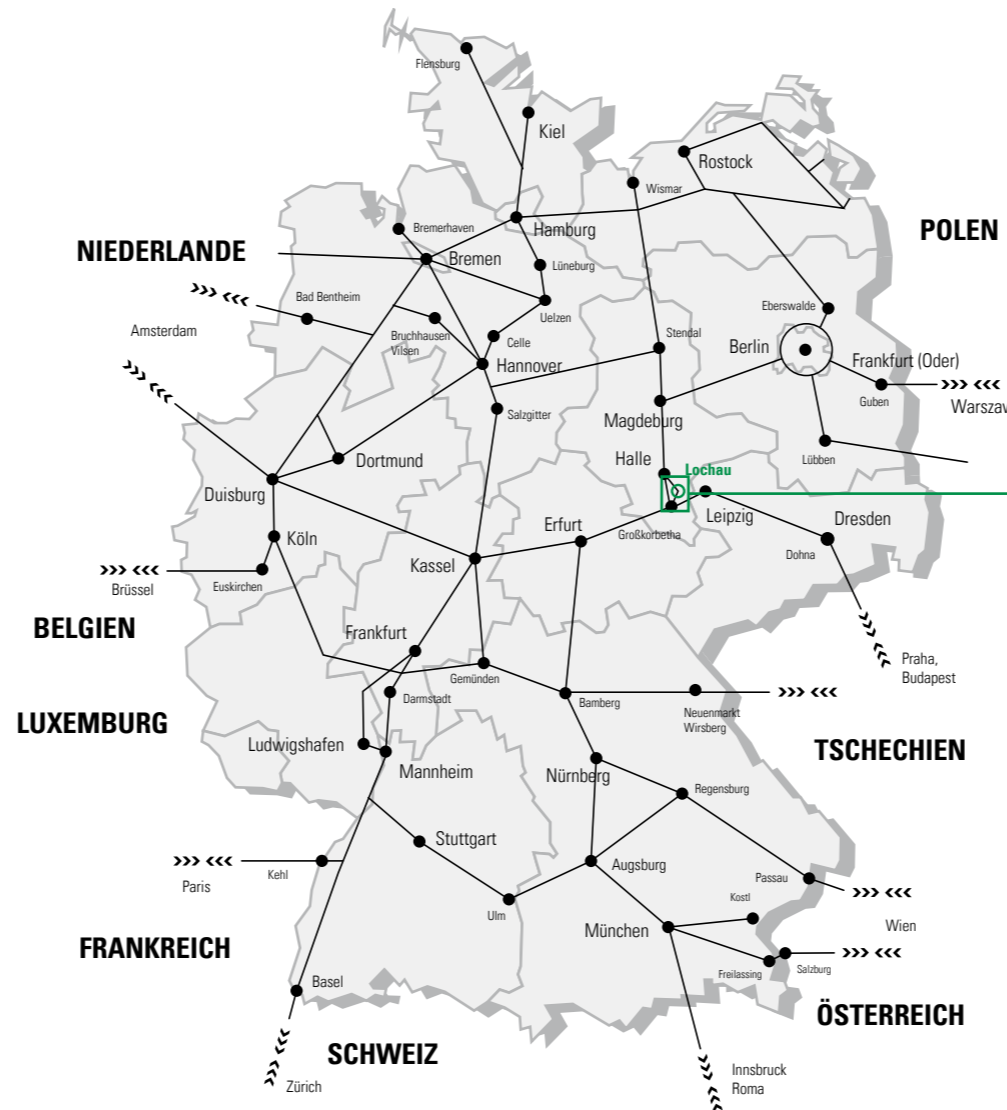 Flensburg
Kiel
Rostock
Wismar
Hamburg
Bremerhaven
POLEN
NIEDERLANDE
Bremen
Lüneburg
Bad Bentheim
Uelzen
Eberswalde
Amsterdam
Bruchhausen
Vilsen
Celle
Stendal
Berlin
Hannover
Frankfurt (Oder)
Guben
Warszaw
Salzgitter
Magdeburg
Dortmund
Halle
Lübben
Lochau
Duisburg
Leipzig
Erfurt
Dresden
Köln
Großkorbetha
Dohna
Kassel
Brüssel
Euskirchen
BELGIEN
Frankfurt
Praha,
Budapest
Gemünden
Darmstadt
Bamberg
Neuenmarkt
Wirsberg
LUXEMBURG
Ludwigshafen
TSCHECHIEN
Mannheim
Nürnberg
Regensburg
Stuttgart
Augsburg
Kehl
Paris
Passau
Kostl
Ulm
Wien
München
FRANKREICH
Freilassing
Salzburg
Basel
ÖSTERREICH
SCHWEIZ
Innsbruck
Roma
Zürich